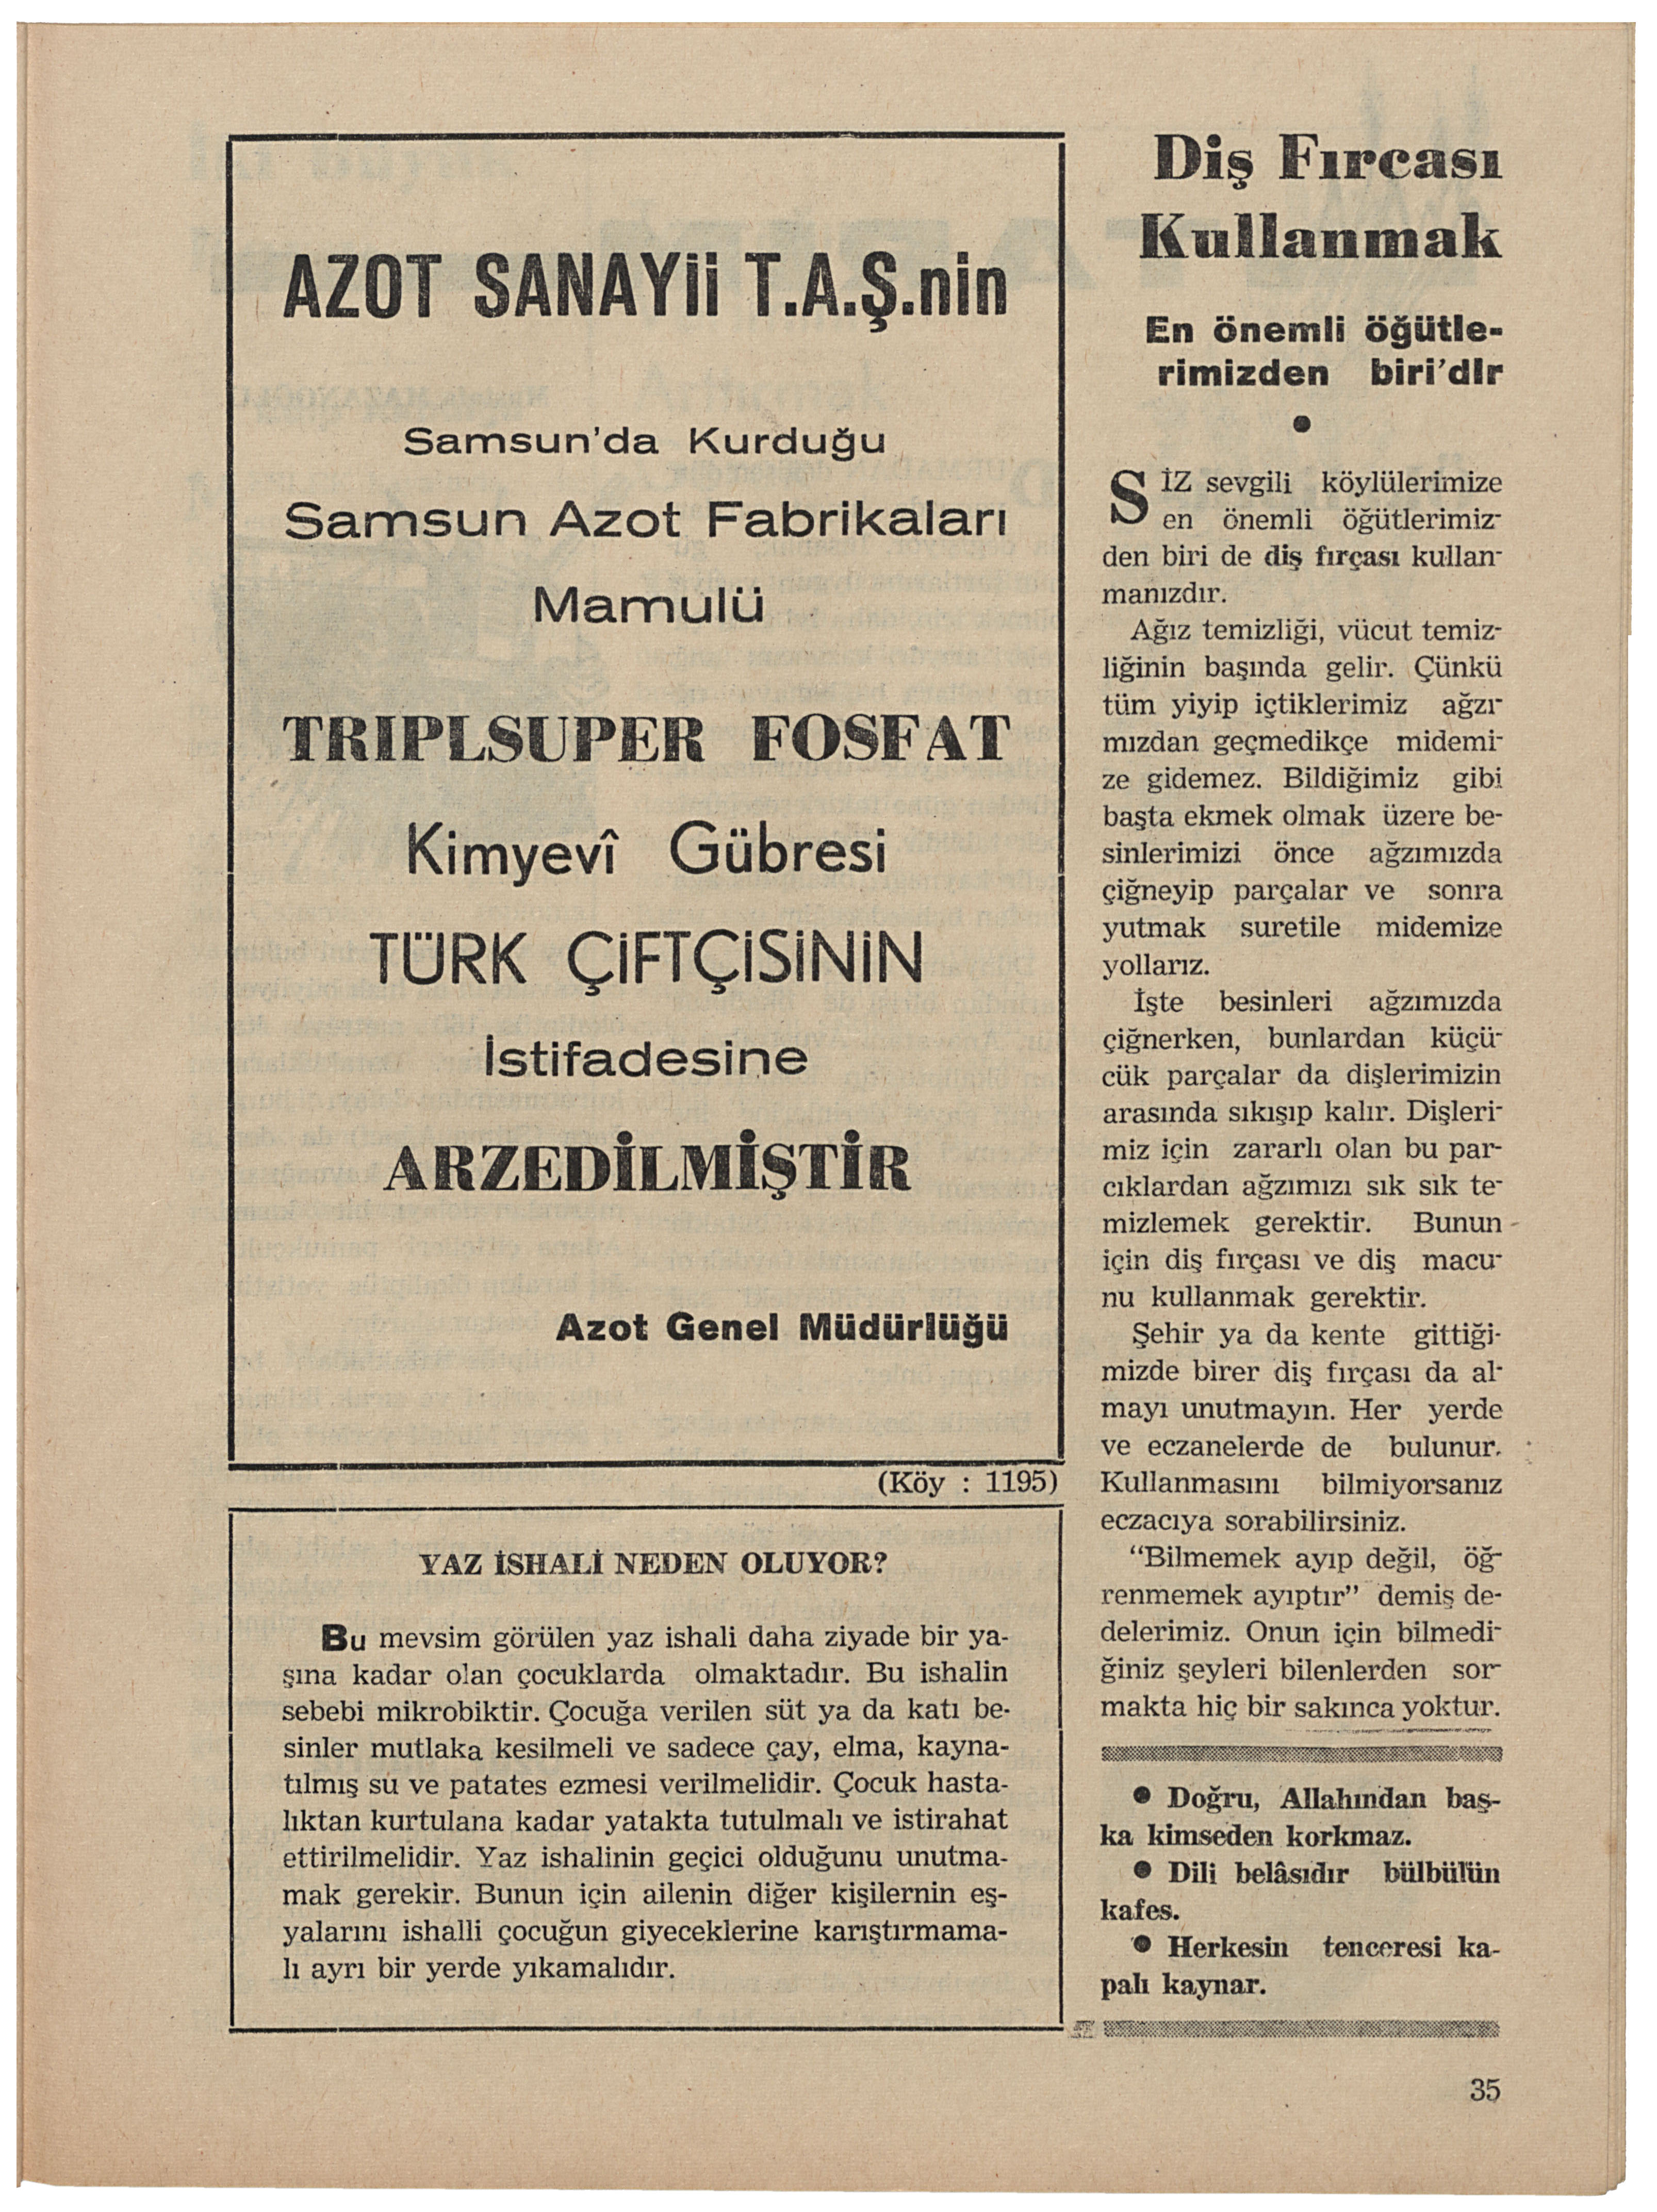 AZOT SANAYii T.A.Ş.nin
Samsun'da Kurduğu
Samsun Azot Fabrikaları
Mamulü
TRIPLSUPER FOSFAT
Kimyevî Gübresi
TÜRK ÇiFTÇiSiNiN
İstifadesine
ARZEDİLMİŞTİR
Azot Genel Müdürlüğü
(Köy : 1195)
YAZ İSHALİ NEDEN OLUYOR?
Bu mevsim görülen yaz ishali daha ziyade bir ya-
şına kadar olan çocuklarda olmaktadır. Bu ishalin
sebebi mikrobiktir. Çocuğa verilen süt ya da katı be-
sinler mutlaka kesilmeli ve sadece çay, elma, kayna-
tılmış su ve patates ezmesi verilmelidir. Çocuk hasta-
lıktan kurtulana kadar yatakta tutulmalı ve istirahat
ettirilmelidir. Yaz ishalinin geçici olduğunu unutma-
mak gerekir. Bunun için ailenin diğer kişilernin eş-
yalarını ishalli çocuğun giyeceklerine karıştırmama-
lı ayrı bir yerde yıkamalıdır.
Diş Fırcası
Kullanmak
En önemli öğütle-
rimizden biri'dir
●
SİZ sevgili köylülerimize
en önemli öğütlerimiz-
den biri de diş fırçası kullan-
manızdır.
Ağız temizliği, vücut temiz-
liğinin başında gelir. Çünkü
tüm yiyip içtiklerimiz ağzı-
mızdan geçmedikçe midemi-
ze gidemez. Bildiğimiz gibi
başta ekmek olmak üzere be-
sinlerimizi önce ağzımızda
çiğneyip parçalar ve sonra
yutmak suretile midemize
yollarız.
İşte besinleri ağzımızda
çiğnerken, bunlardan küçü-
cük parçalar da dişlerimizin
arasında sıkışıp kalır. Dişleri-
miz için zararlı olan bu par-
cıklardan ağzımızı sık sık te-
mizlemek gerektir. Bunun
için diş fırçası ve diş macu-
nu kullanmak gerektir.
Şehir ya da kente gittiği-
mizde birer diş fırçası da al-
mayı unutmayın. Her yerde
ve eczanelerde de bulunur.
Kullanmasını bilmiyorsanız
eczacıya sorabilirsiniz.
"Bilmemek ayıp değil, öğ-
renmemek ayıptır" demiş de-
delerimiz. Onun için bilmedi-
ğiniz şeyleri bilenlerden sor-
makta hiç bir sakınca yoktur.
● Doğru, Allahından baş-
ka kimseden korkmaz.
● Dili belâsıdır bülbülün
kafes.
● Herkesin tenceresi ka-
palı kaynar.
35